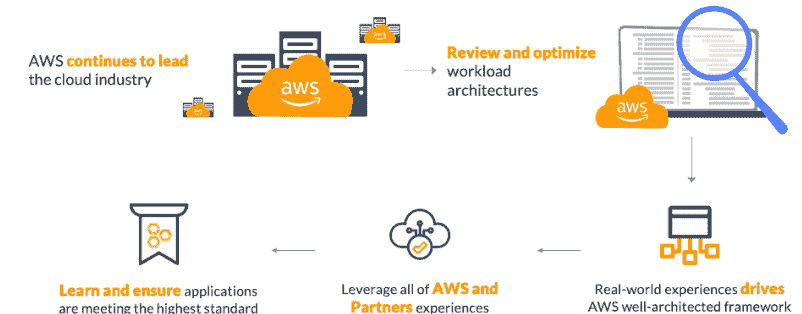 AWS continues to lead
the cloud industry
aws
aws
aws
Review and optimize
workload
architectures
aws
Real-world experiences drives
AWS well-architected framework
Leverage all of AWS and
Partners experiences
Learn and ensure applications
are meeting the highest standard